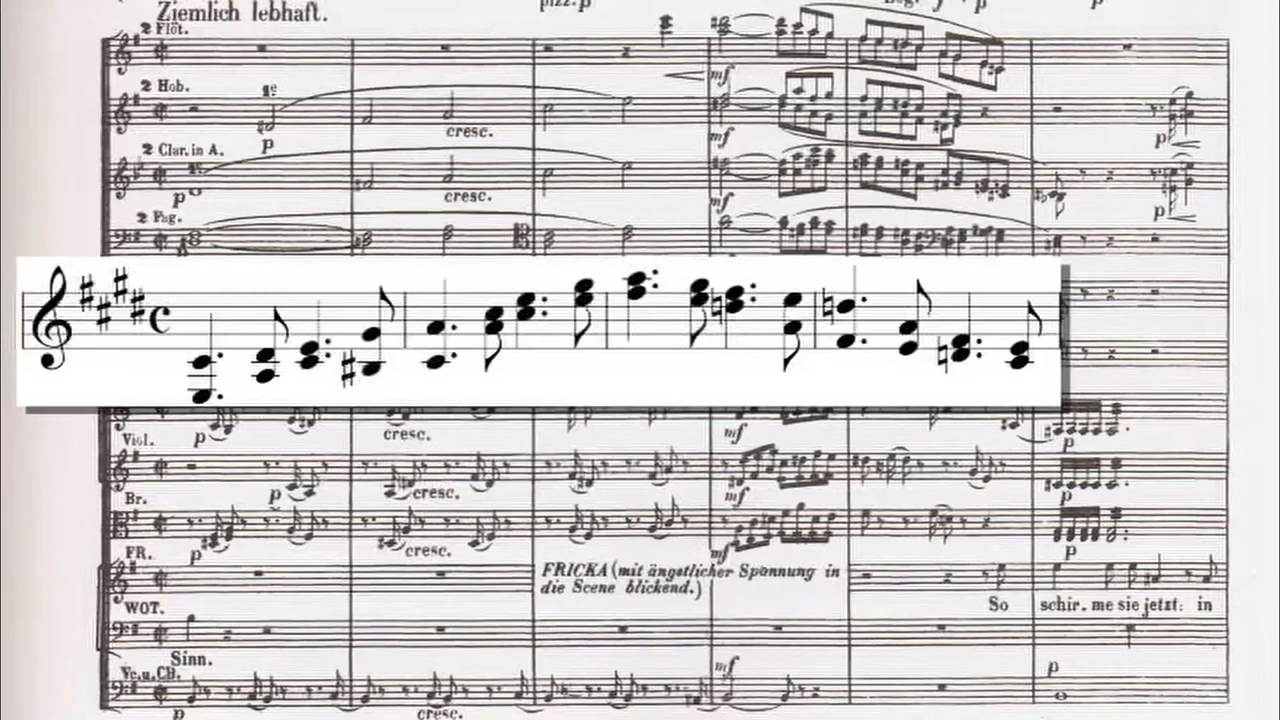 pizz. p
Ziemlich lebhaft.
2 Flöt.
mf
2 Hob.
1º
p
cresc.
mf
p
2 Clar. in A.
p
cresc.
mf
p
2 Fag.
p
cresc.
mf
p
Viol.
p
cresc.
mf
p
Br.
p
cresc.
mf
p
FR.
FRICKA (mit ängstlicher Spannung in
die Scene blickend.)
So schir.me sie jetzt: in
WOT.
Sinn.
Vc.u.CB.
p
cresc.
mf
p